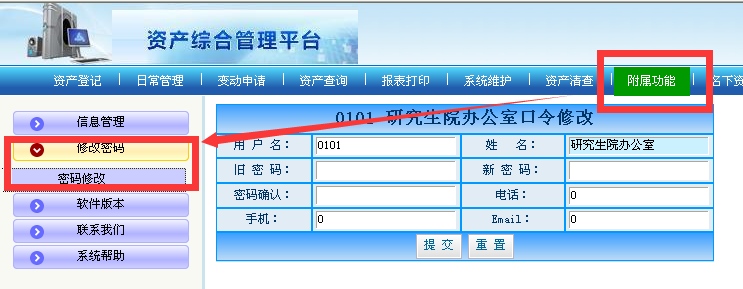 资产综合管理平台
资产登记 日常管理 变动申请 资产查询 报表打印 系统维护 资产清查 附属功能 名下资
信息管理
修改密码
密码修改
软件版本
联系我们
系统帮助
0101 研究生院办公室口令修改
用 户 名： 0101 姓 名： 研究生院办公室
旧 密 码： 新 密 码：
密码确认： 电话： 0
手机： 0 Email： 0
提 交 重 置